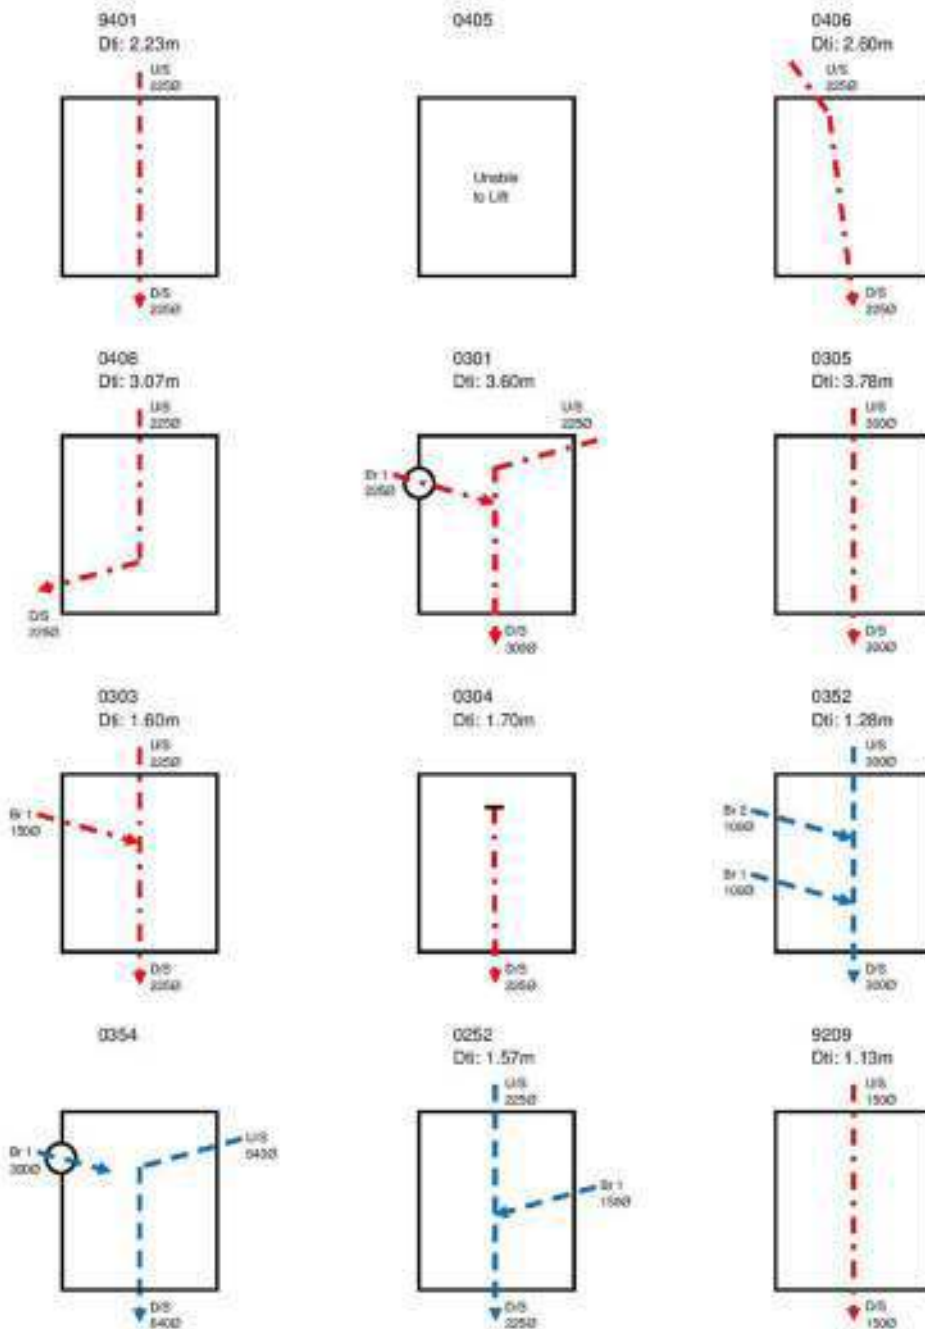 9401
Dti: 2.23m
U/S
225Ø
D/S
225Ø
0405
Unable
to Lift
0406
Dti: 2.60m
U/S
225Ø
D/S
225Ø
0408
Dti: 3.07m
U/S
225Ø
D/S
225Ø
0301
Dti: 3.60m
U/S
225Ø
Br 1
225Ø
D/S
300Ø
0305
Dti: 3.78m
U/S
300Ø
D/S
300Ø
0303
Dti: 1.60m
U/S
225Ø
Br 1
150Ø
D/S
225Ø
0304
Dti: 1.70m
D/S
225Ø
0352
Dti: 1.28m
U/S
300Ø
Br 2
100Ø
Br 1
100Ø
D/S
300Ø
0354
Br 1
300Ø
U/S
640Ø
D/S
640Ø
0252
Dti: 1.57m
U/S
225Ø
Br 1
150Ø
D/S
225Ø
9209
Dti: 1.13m
U/S
150Ø
D/S
150Ø